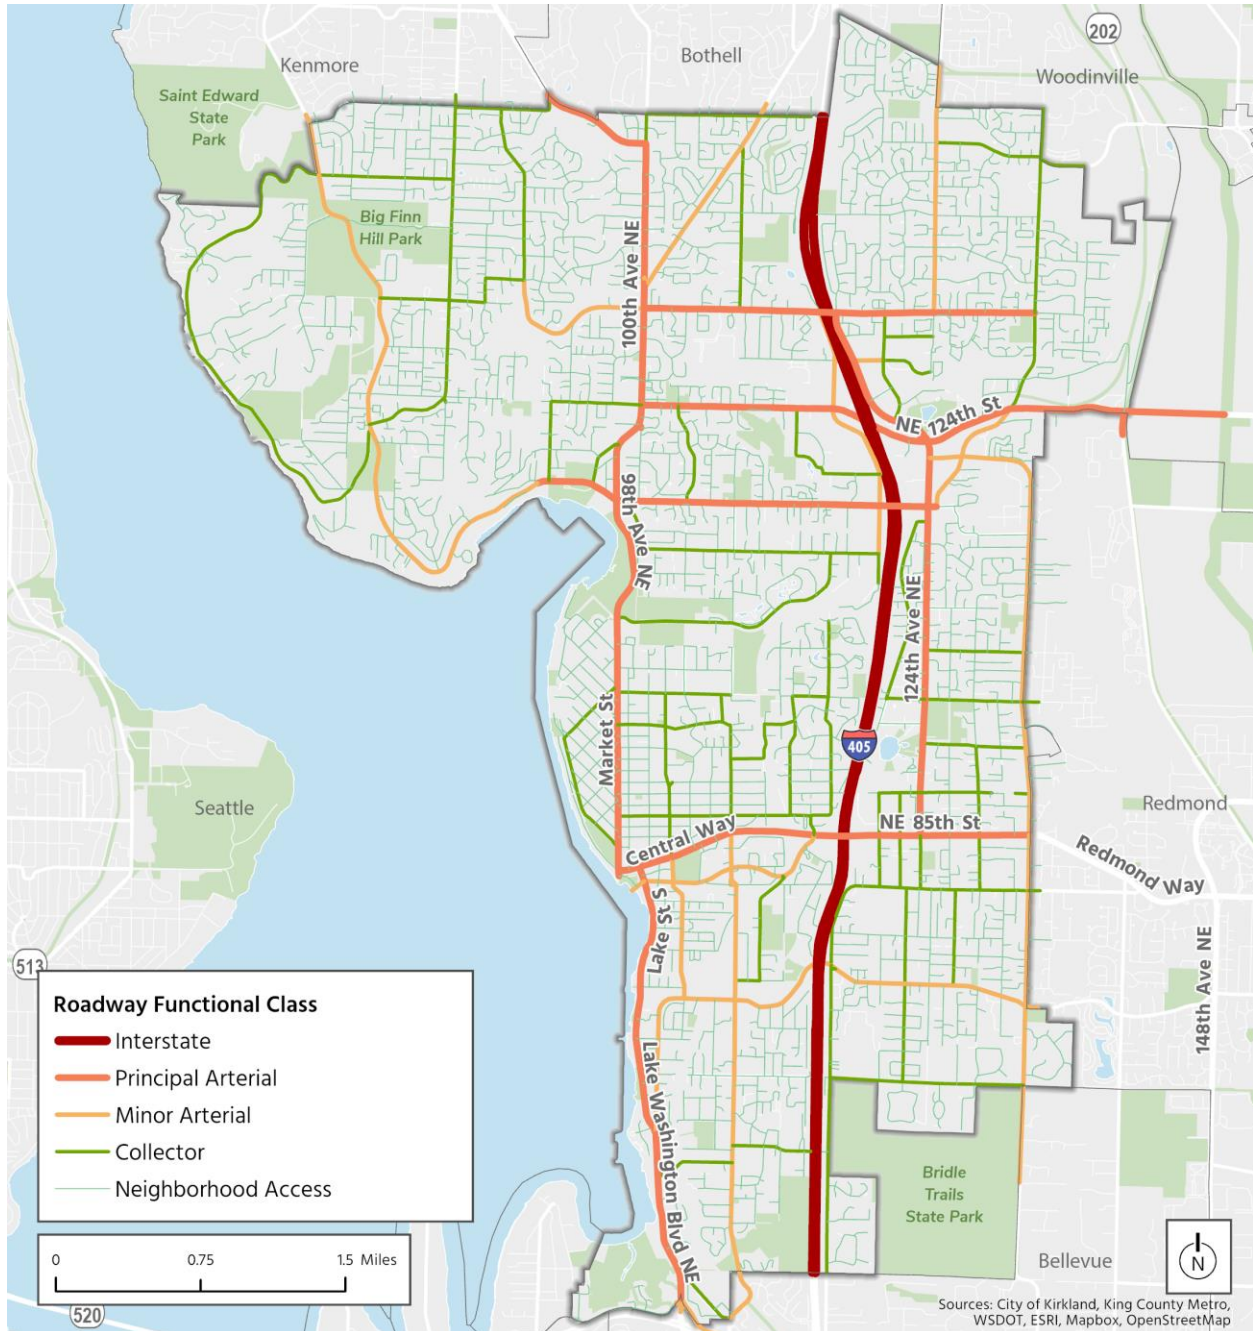 Kenmore
Bothell
202
Woodinville
Saint Edward
State
Park
Big Finn
Hill Park
100th Ave NE
NE 124th St
98th Ave NE
124th Ave NE
Market St
405
Seattle
Redmond
NE 85th St
Central Way
Redmond Way
Lake St S
148th Ave NE
513
Lake Washington Blvd NE
Roadway Functional Class
Interstate
Principal Arterial
Minor Arterial
Collector
Neighborhood Access
Bridle
Trails
State Park
0 0.75 1.5 Miles
520
Bellevue
N
Sources: City of Kirkland, King County Metro,
WSDOT, ESRI, Mapbox, OpenStreetMap